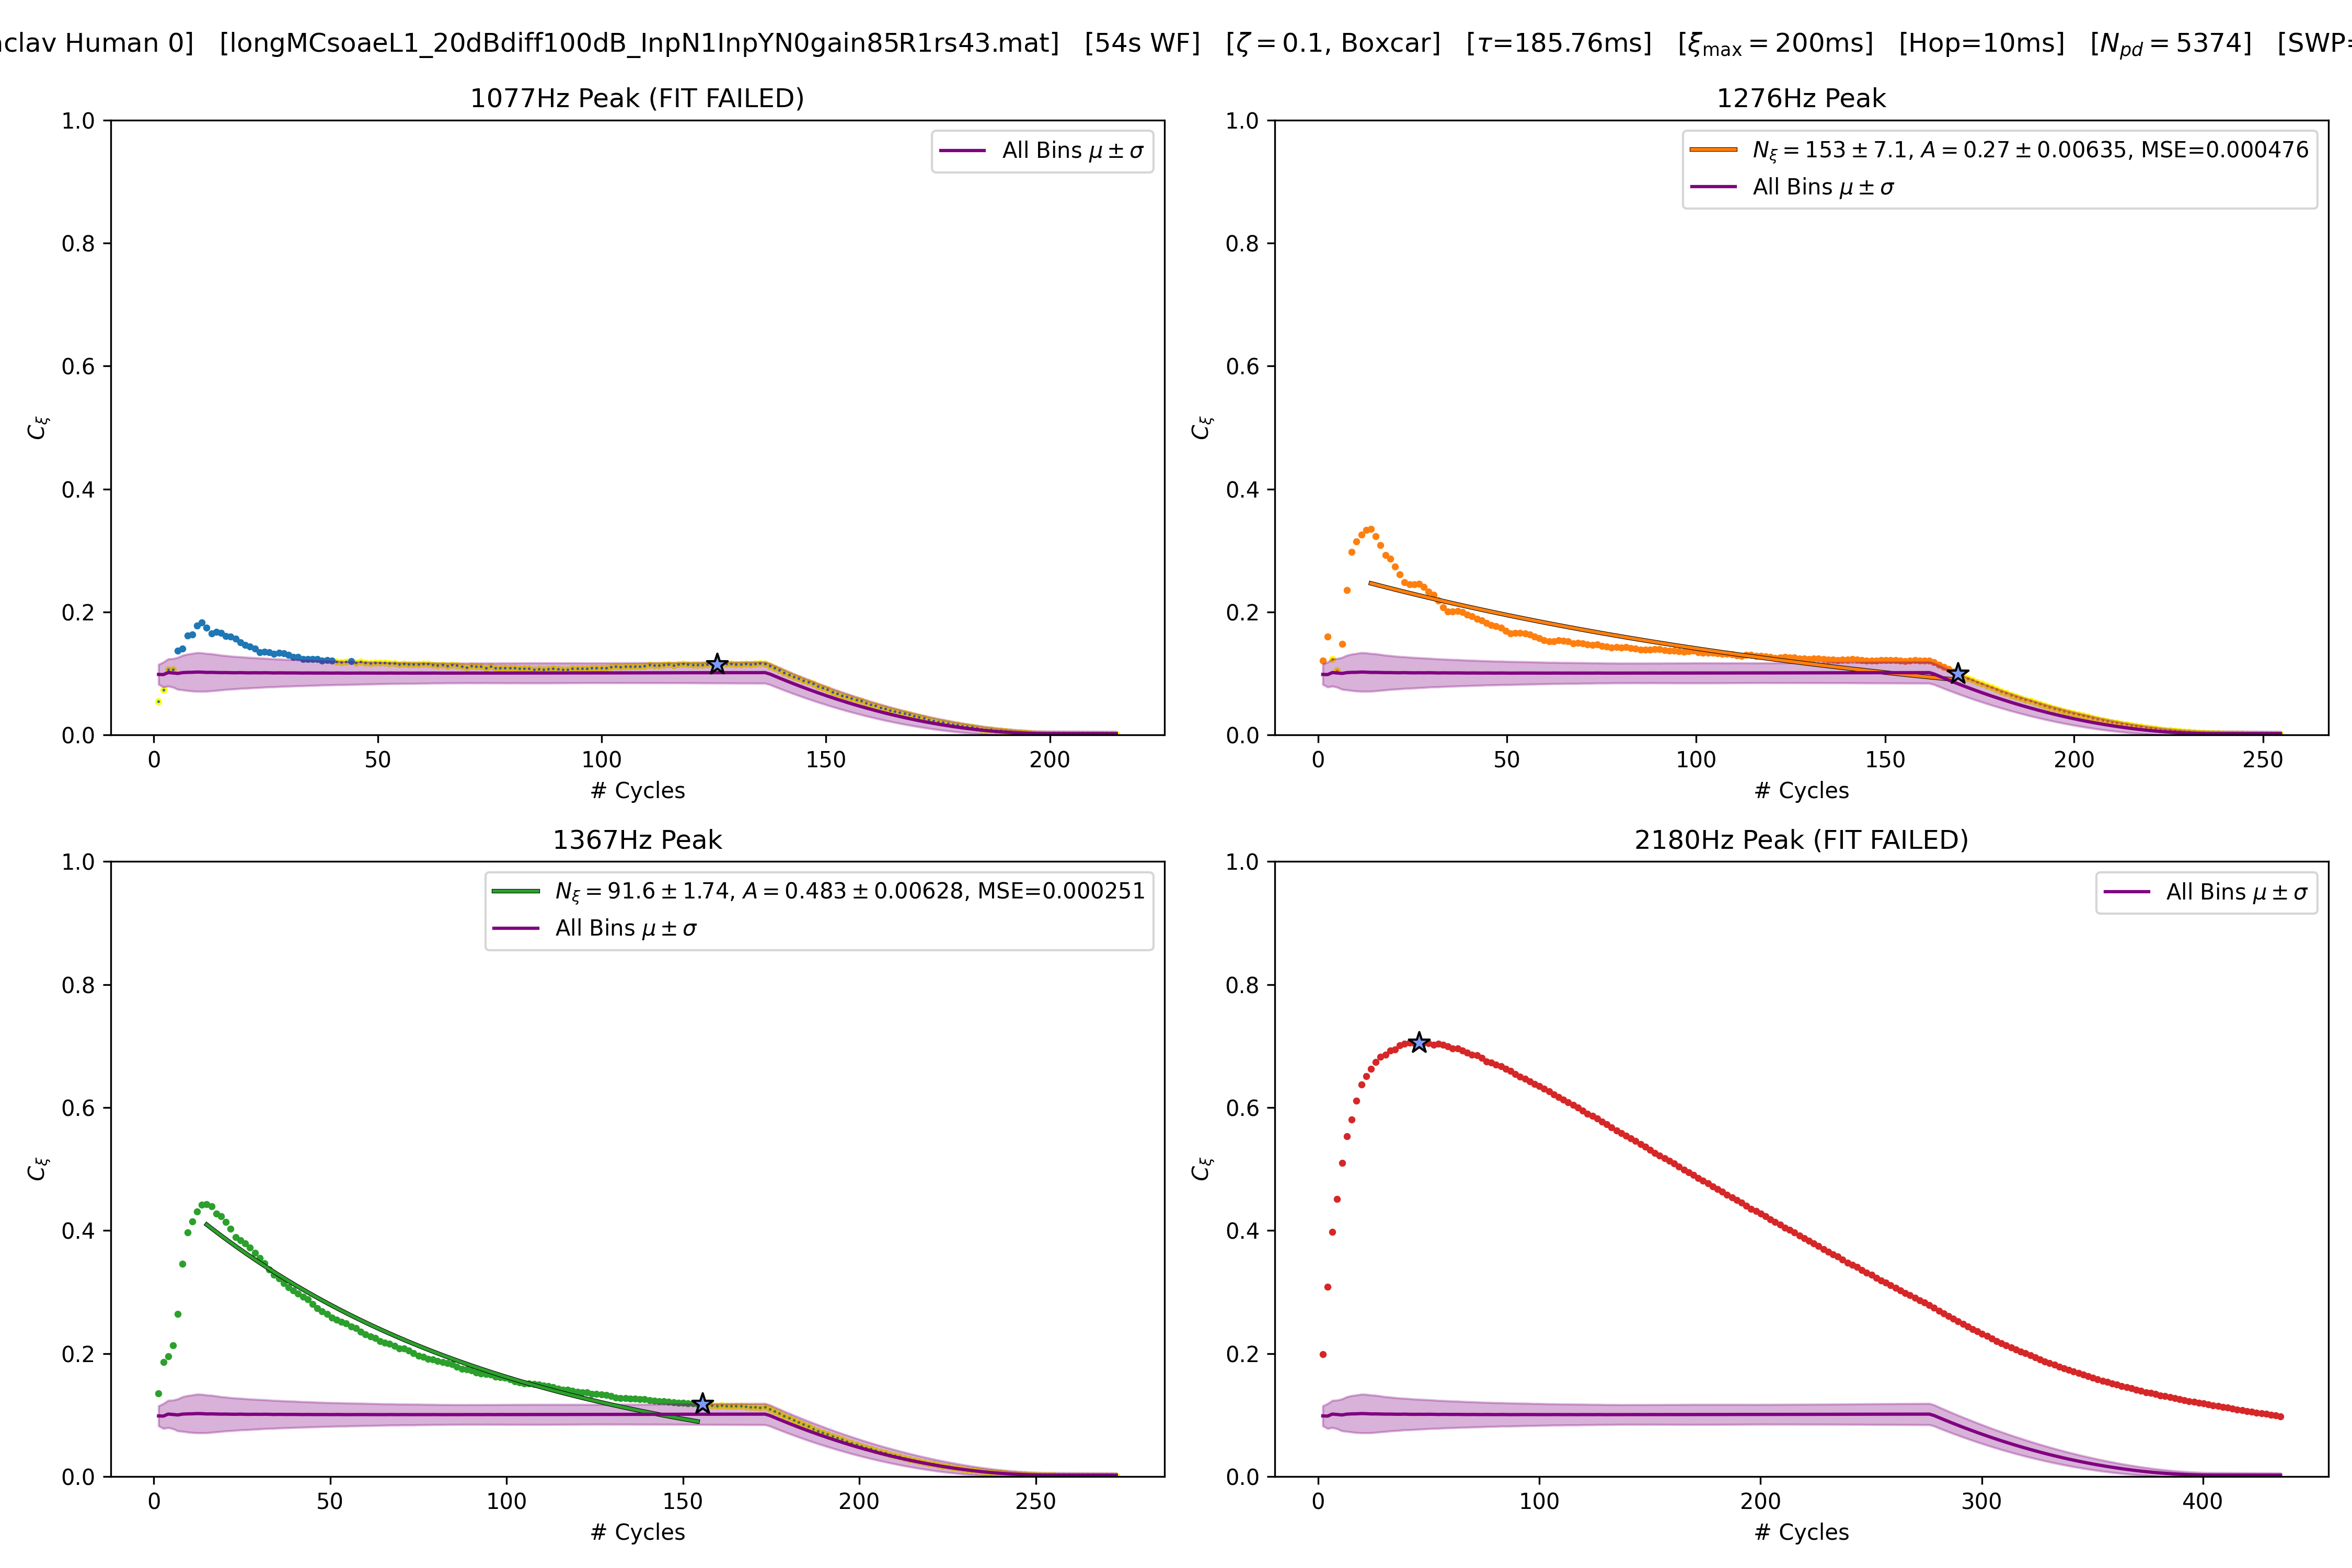 clav Human 0] [longMCsoaeL1_20dBdiff100dB_InpN1InpYN0gain85R1rs43.mat] [54s WF] [ζ = 0.1, Boxcar] [τ=185.76ms] [ξmax = 200ms] [Hop=10ms] [Npd = 5374] [SWP=
1077Hz Peak (FIT FAILED)
1.0
0.8
0.6
0.4
0.2
0.0
Cξ
All Bins μ ± σ
0 50 100 150 200
# Cycles
1276Hz Peak
1.0
0.8
0.6
0.4
0.2
0.0
Cξ
Nξ = 153 ± 7.1, A = 0.27 ± 0.00635, MSE=0.000476
All Bins μ ± σ
0 50 100 150 200 250
# Cycles
1367Hz Peak
1.0
0.8
0.6
0.4
0.2
0.0
Cξ
Nξ = 91.6 ± 1.74, A = 0.483 ± 0.00628, MSE=0.000251
All Bins μ ± σ
0 50 100 150 200 250
# Cycles
2180Hz Peak (FIT FAILED)
1.0
0.8
0.6
0.4
0.2
0.0
Cξ
All Bins μ ± σ
0 100 200 300 400
# Cycles